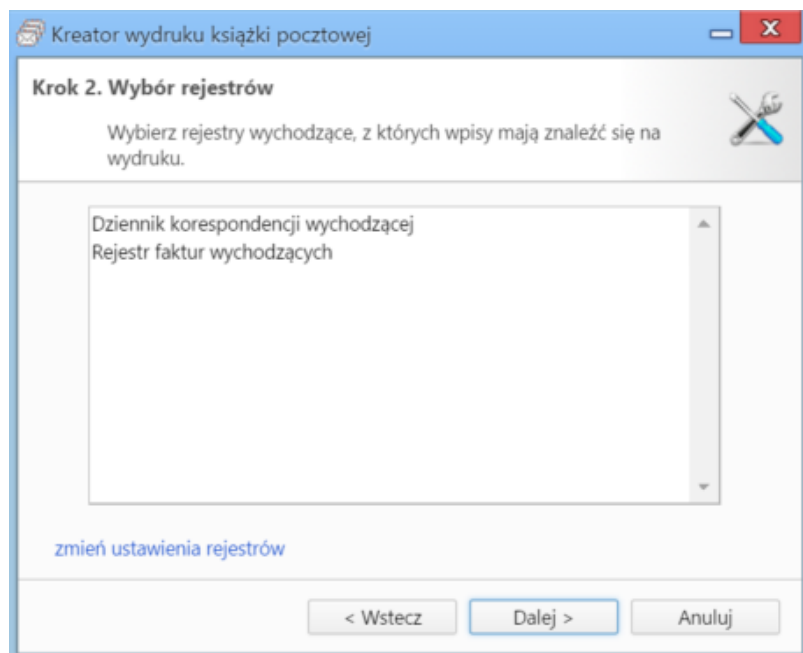 Kreator wydruku książki pocztowej
Krok 2. Wybór rejestrów
Wybierz rejestry wychodzące, z których wpisy mają znaleźć się na
wydruku.
Dziennik korespondencji wychodzącej
Rejestr faktur wychodzących
zmień ustawienia rejestrów
< Wstecz
Dalej >
Anuluj